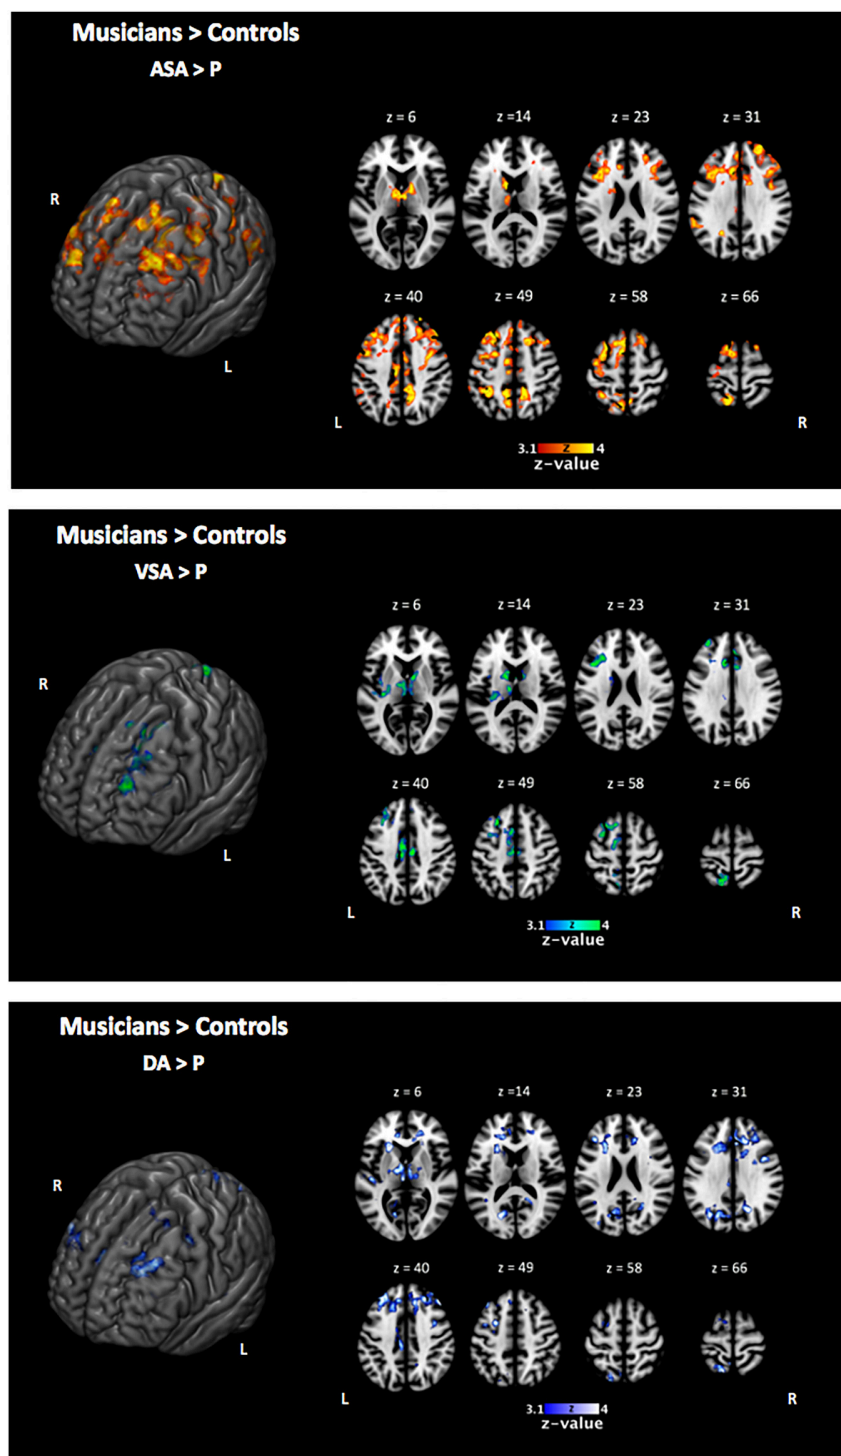 Musicians > Controls
ASA > P
z = 6 z =14 z = 23 z = 31
R
z = 40 z = 49 z = 58 z = 66
L
L R
3.1 z 4
z-value
Musicians > Controls
VSA > P
z = 6 z =14 z = 23 z = 31
R
z = 40 z = 49 z = 58 z = 66
L
L R
3.1 z 4
z-value
Musicians > Controls
DA > P
z = 6 z =14 z = 23 z = 31
R
z = 40 z = 49 z = 58 z = 66
L
L R
3.1 z 4
z-value